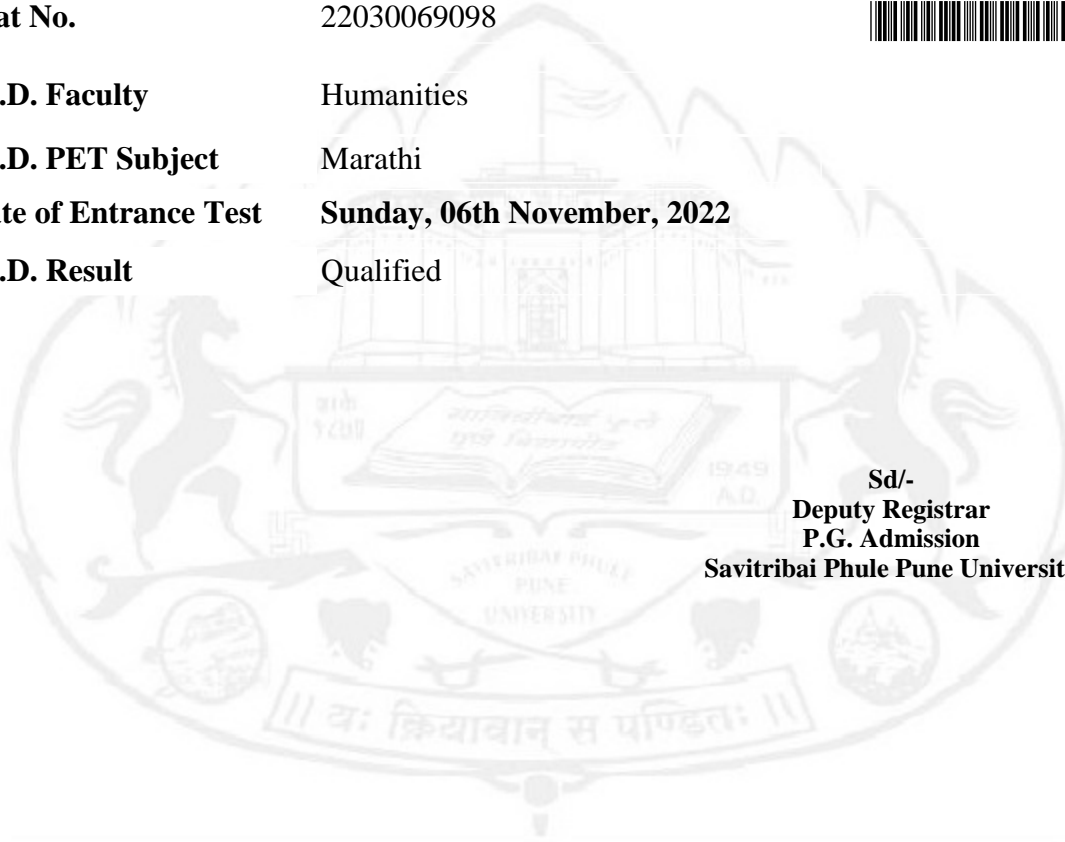 at No. 22030069098
.D. Faculty Humanities
.D. PET Subject Marathi
te of Entrance Test Sunday, 06th November, 2022
.D. Result Qualified
शके
1949
A.D.
Sd/-
Deputy Registrar
P.G. Admission
Savitribai Phule Pune Universit
SAVITRIBAI PHULE
PUNE
UNIVERSITY
।। यः क्रियावान् स पण्डितः ।।